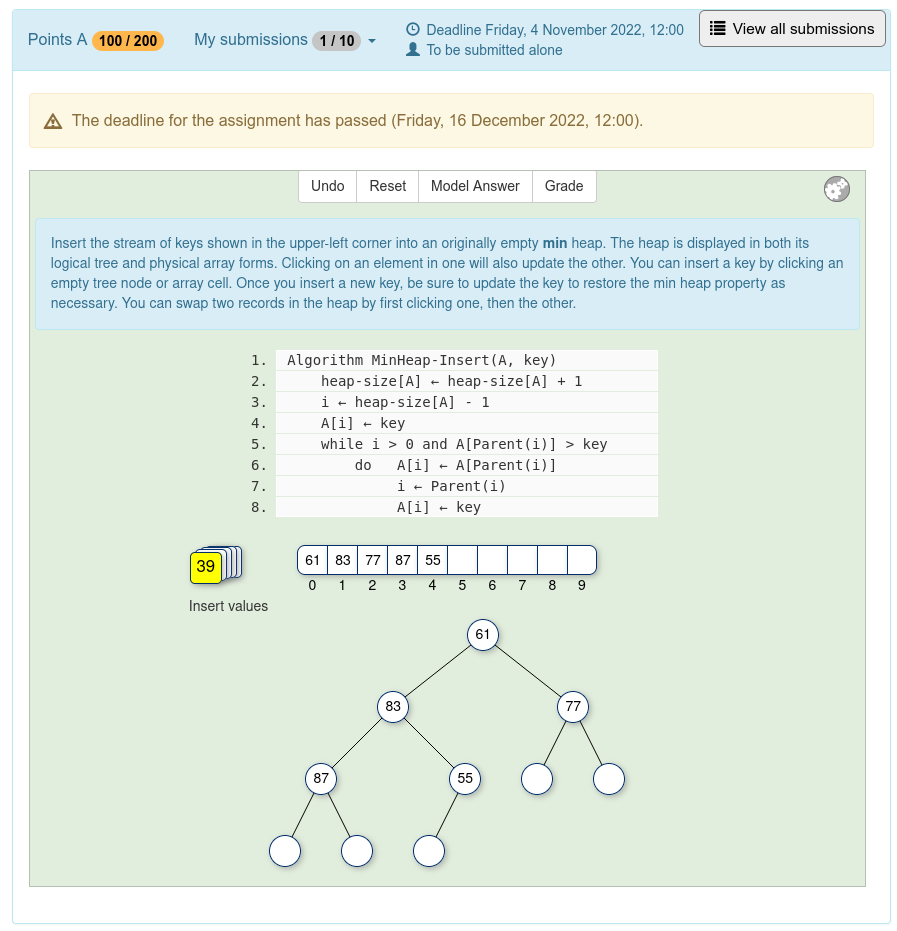 Points A 100 / 200 My submissions 1 / 10 Deadline Friday, 4 November 2022, 12:00 View all submissions
To be submitted alone
The deadline for the assignment has passed (Friday, 16 December 2022, 12:00).
Undo Reset Model Answer Grade
Insert the stream of keys shown in the upper-left corner into an originally empty min heap. The heap is displayed in both its
logical tree and physical array forms. Clicking on an element in one will also update the other. You can insert a key by clicking an
empty tree node or array cell. Once you insert a new key, be sure to update the key to restore the min heap property as
necessary. You can swap two records in the heap by first clicking one, then the other.
1. Algorithm MinHeap-Insert(A, key)
2. heap-size[A] ← heap-size[A] + 1
3. i ← heap-size[A] - 1
4. A[i] ← key
5. while i > 0 and A[Parent(i)] > key
6. do A[i] ← A[Parent(i)]
7. i ← Parent(i)
8. A[i] ← key
39 61 83 77 87 55
0 1 2 3 4 5 6 7 8 9
Insert values
61
83 77
87 55